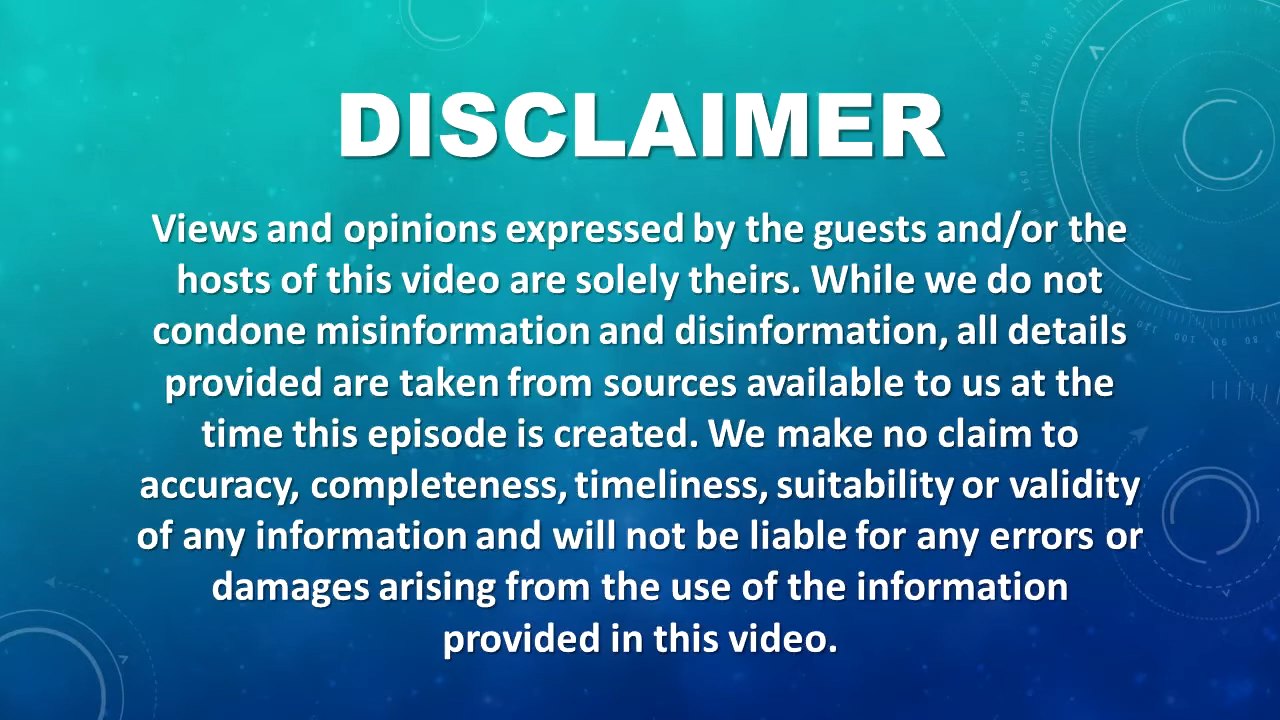 DISCLAIMER
Views and opinions expressed by the guests and/or the
hosts of this video are solely theirs. While we do not
condone misinformation and disinformation, all details
provided are taken from sources available to us at the
time this episode is created. We make no claim to
accuracy, completeness, timeliness, suitability or validity
of any information and will not be liable for any errors or
damages arising from the use of the information
provided in this video.